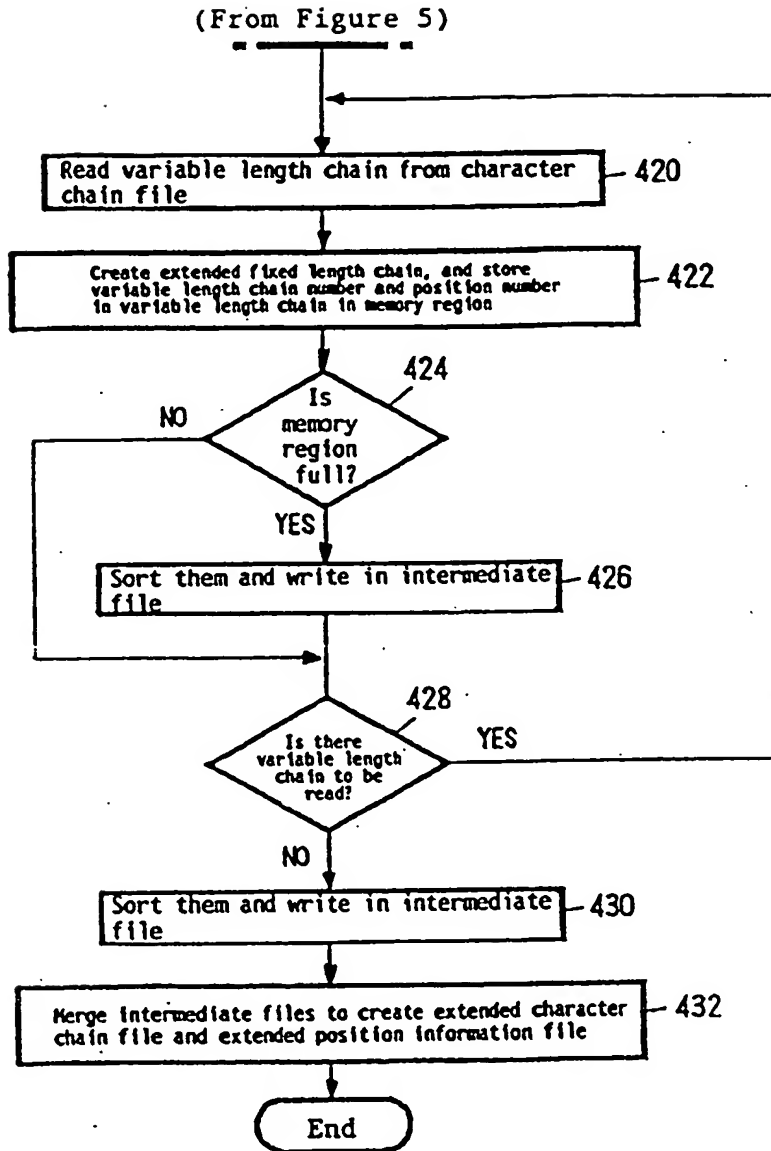 (From Figure 5)
Read variable length chain from character
chain file
420
Create extended fixed length chain, and store
variable length chain number and position number
in variable length chain in memory region
422
424
Is
memory
region
full?
NO
YES
Sort them and write in intermediate
file
426
428
Is there
variable length
chain to be
read?
YES
NO
Sort them and write in intermediate
file
430
Merge intermediate files to create extended character
chain file and extended position information file
432
End